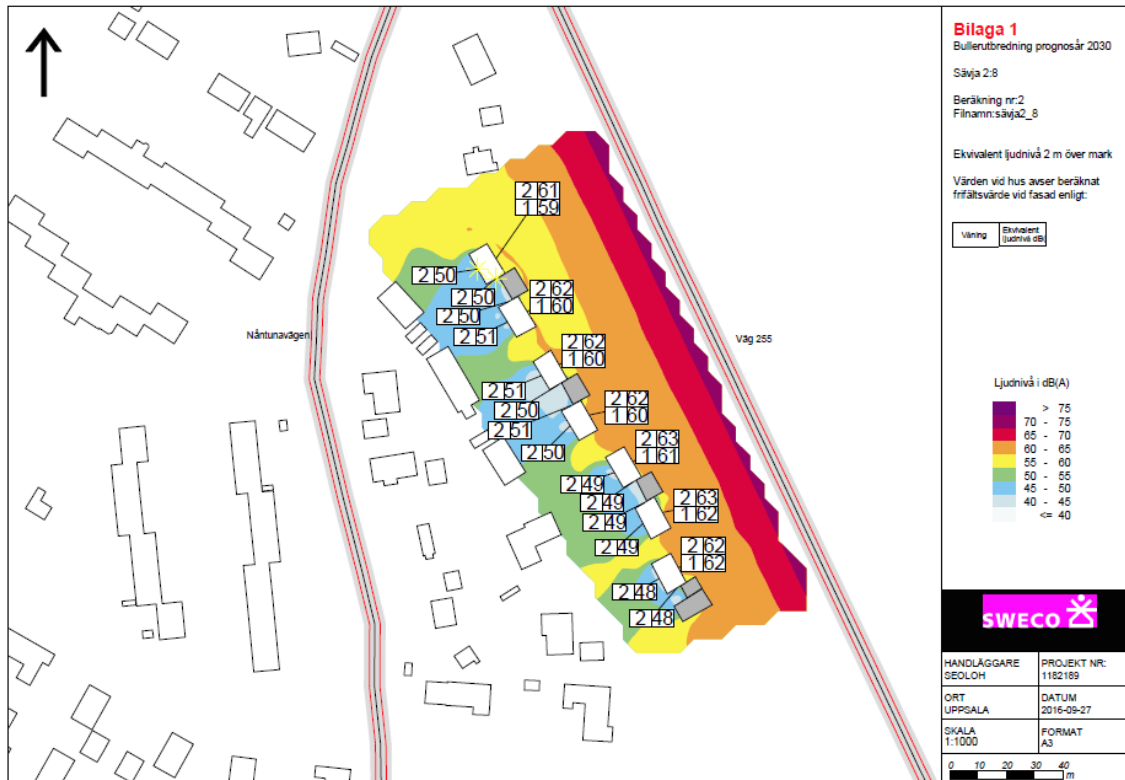 Bilaga 1
Bullerutbredning prognosår 2030
Sävja 2:8
Beräkning nr:2
Filnamn:sävja2_8
Ekvivalent ljudnivå 2 m över mark
Värden vid hus avser beräknat
frifältsvärde vid fasad enligt:
Våning
Ekvivalent
ljudnivå dB(
Nåntunavägen
Väg 255
2 61
1 59
2 50
2 50
2 62
1 60
2 50
2 51
2 62
1 60
2 51
2 50
2 62
1 60
2 51
2 50
2 63
1 61
2 49
2 49
2 63
1 62
2 49
2 49
2 62
1 62
2 48
2 48
Ljudnivå i dB(A)
> 75
70 - 75
65 - 70
60 - 65
55 - 60
50 - 55
45 - 50
40 - 45
<= 40
SWECO
HANDLÄGGARE
SEOLOH
PROJEKT NR:
1182189
ORT
UPPSALA
DATUM
2016-09-27
SKALA
1:1000
FORMAT
A3
0 10 20 30 40
m